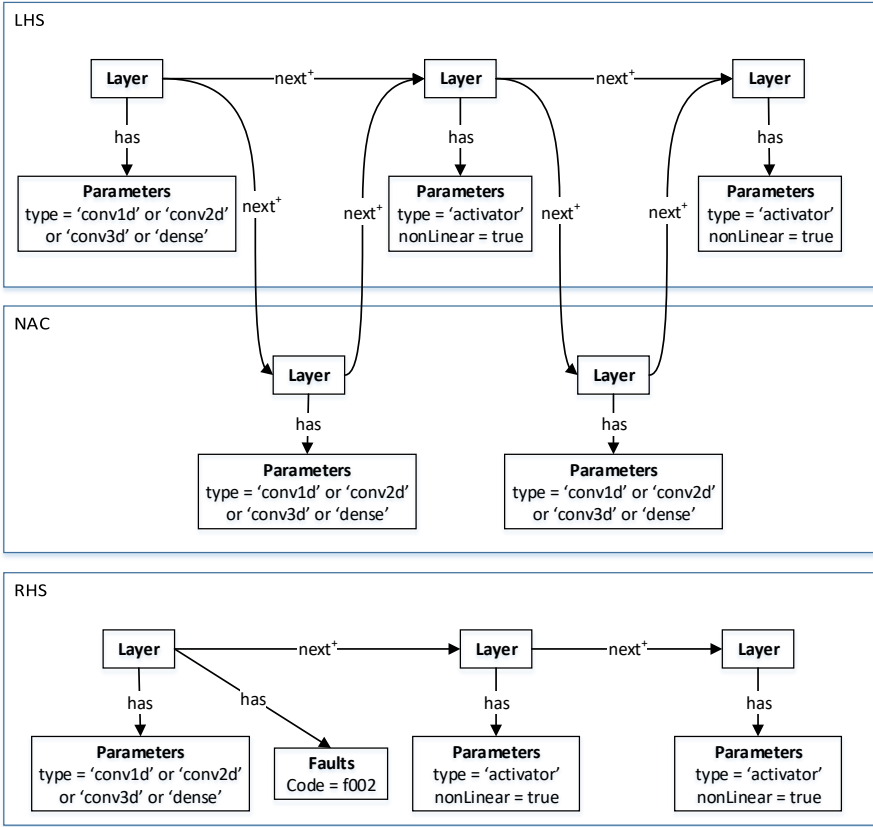 LHS
Layer
next⁺
Layer
next⁺
Layer
has
has
has
Parameters
type = ‘conv1d’ or ‘conv2d’
or ‘conv3d’ or ‘dense’
next⁺
next⁺
Parameters
type = ‘activator’
nonLinear = true
next⁺
next⁺
Parameters
type = ‘activator’
nonLinear = true
NAC
Layer
Layer
has
has
Parameters
type = ‘conv1d’ or ‘conv2d’
or ‘conv3d’ or ‘dense’
Parameters
type = ‘conv1d’ or ‘conv2d’
or ‘conv3d’ or ‘dense’
RHS
Layer
next⁺
Layer
next⁺
Layer
has
has
has
has
Parameters
type = ‘conv1d’ or ‘conv2d’
or ‘conv3d’ or ‘dense’
Faults
Code = f002
Parameters
type = ‘activator’
nonLinear = true
Parameters
type = ‘activator’
nonLinear = true